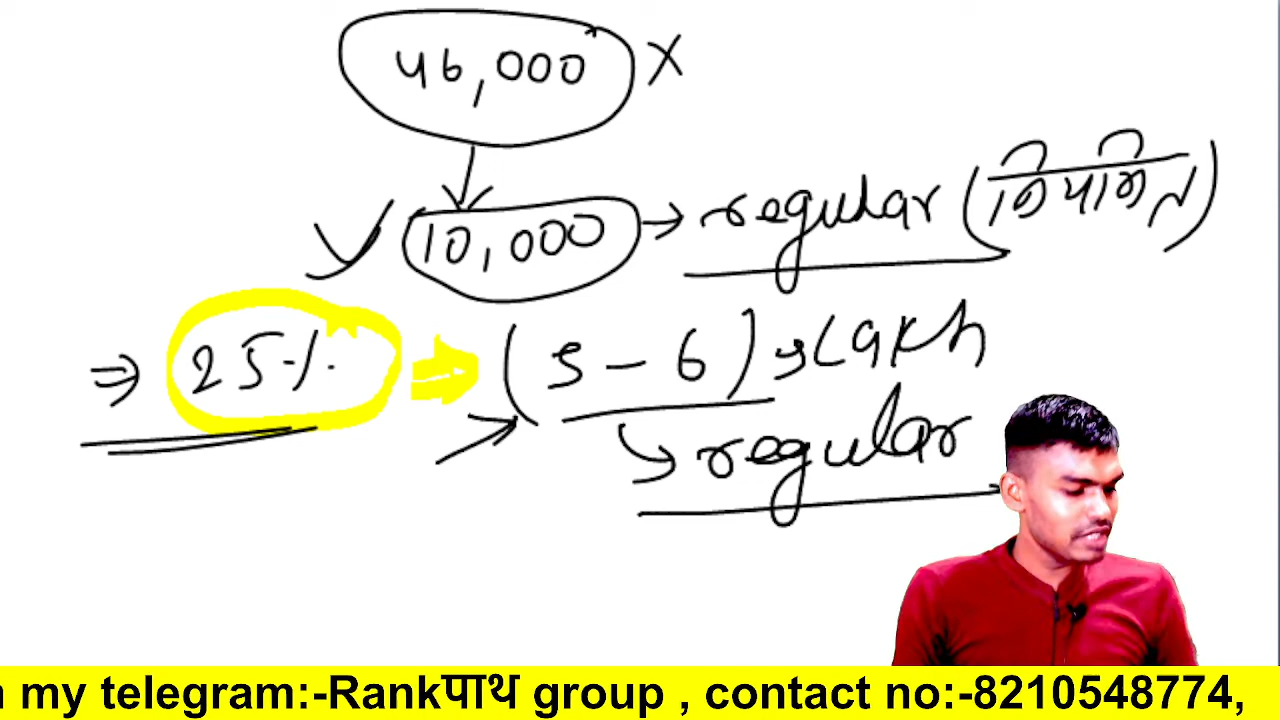 46,000 X
10,000 → regular (नियमित)
⇒ 25% ⇒ (5 - 6) → Lakh
→ regular
my telegram:-Rankपाथ group , contact no:-8210548774,